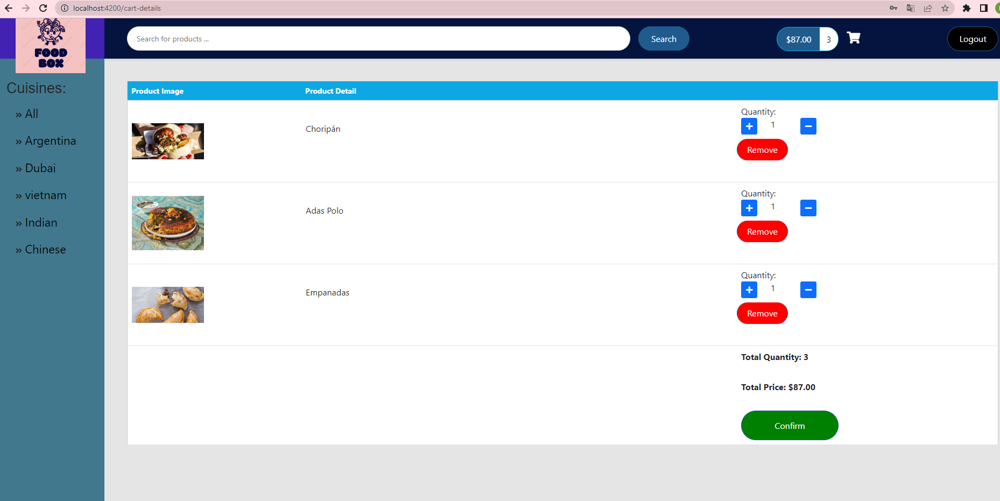 localhost:4200/cart-details
FOOD
BOX
Search for products ...
Search
$87.00
3
Logout
Cuisines:
» All
» Argentina
» Dubai
» vietnam
» Indian
» Chinese
Product Image Product Detail
Choripán
Quantity:
+ 1 −
Remove
Adas Polo
Quantity:
+ 1 −
Remove
Empanadas
Quantity:
+ 1 −
Remove
Total Quantity: 3
Total Price: $87.00
Confirm